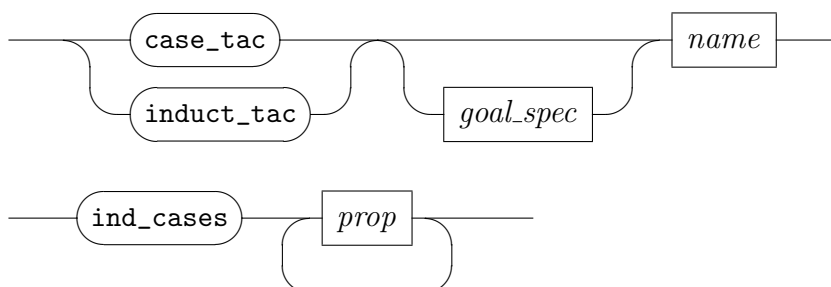 case_tac name
induct_tac goal_spec
ind_cases prop